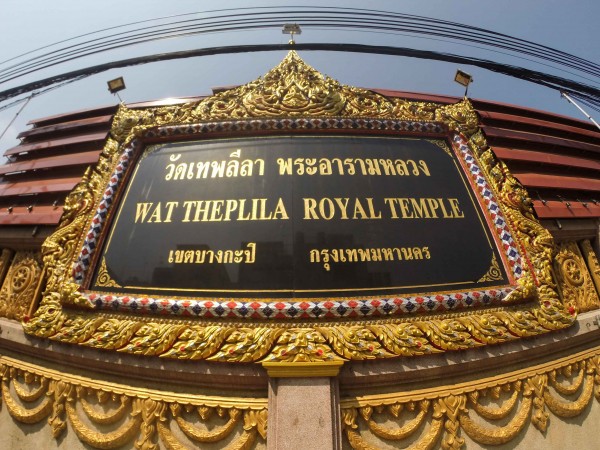 วัดเทพลีลา พระอารามหลวง
WAT THEPLILA ROYAL TEMPLE
เขตบางกะปิ กรุงเทพมหานคร